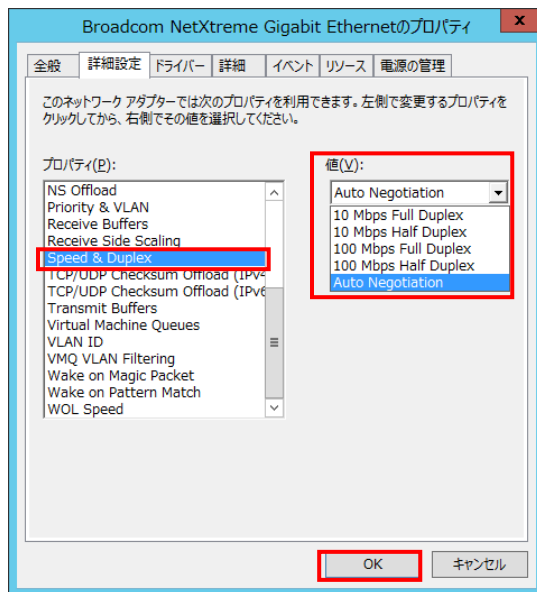 Broadcom NetXtreme Gigabit Ethernetのプロパティ
x
全般 詳細設定 ドライバー 詳細 イベント リソース 電源の管理
このネットワーク アダプターでは次のプロパティを利用できます。左側で変更するプロパティを
クリックしてから、右側でその値を選択してください。
プロパティ(P):
NS Offload
Priority & VLAN
Receive Buffers
Receive Side Scaling
Speed & Duplex
TCP/UDP Checksum Offload (IPv4
TCP/UDP Checksum Offload (IPv6
Transmit Buffers
Virtual Machine Queues
VLAN ID
VMQ VLAN Filtering
Wake on Magic Packet
Wake on Pattern Match
WOL Speed
値(V):
Auto Negotiation
10 Mbps Full Duplex
10 Mbps Half Duplex
100 Mbps Full Duplex
100 Mbps Half Duplex
Auto Negotiation
OK キャンセル